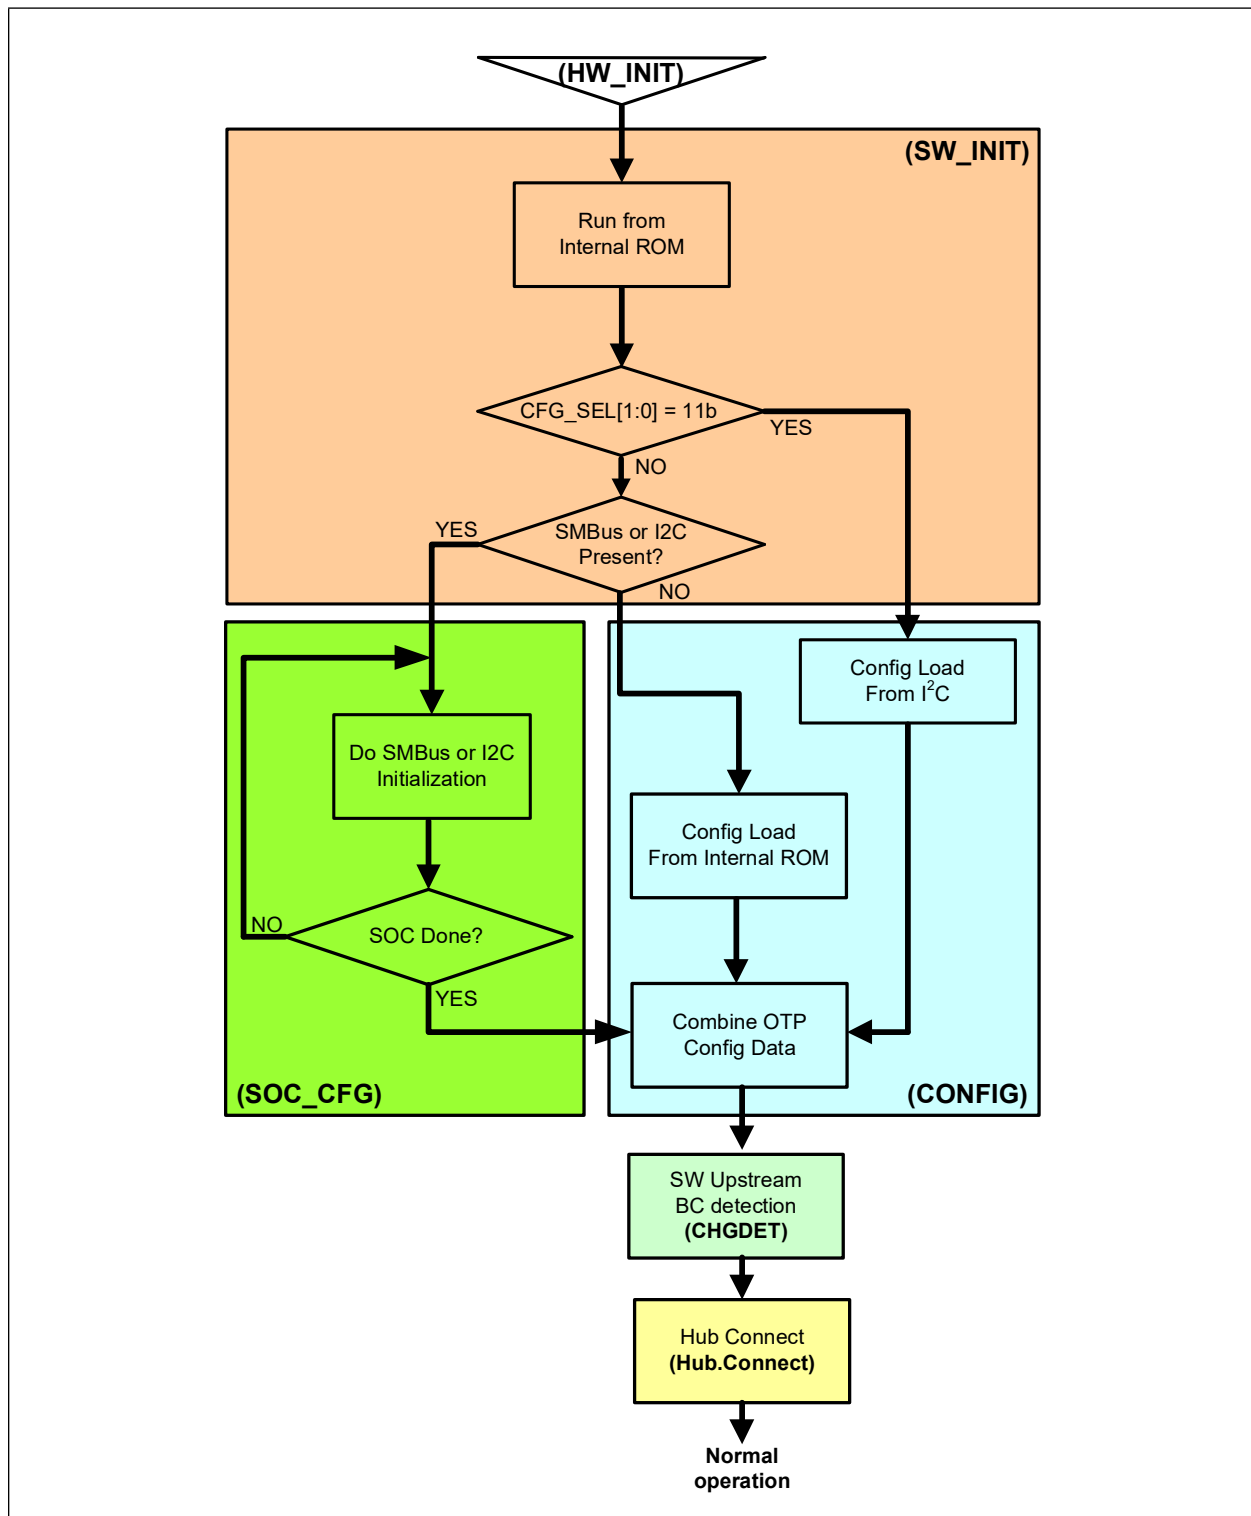 (HW_INIT)
(SW_INIT)
Run from
Internal ROM
CFG_SEL[1:0] = 11b
YES
NO
SMBus or I2C
Present?
YES
NO
Config Load
From I²C
Do SMBus or I2C
Initialization
Config Load
From Internal ROM
SOC Done?
NO
YES
Combine OTP
Config Data
(SOC_CFG)
(CONFIG)
SW Upstream
BC detection
(CHGDET)
Hub Connect
(Hub.Connect)
Normal
operation